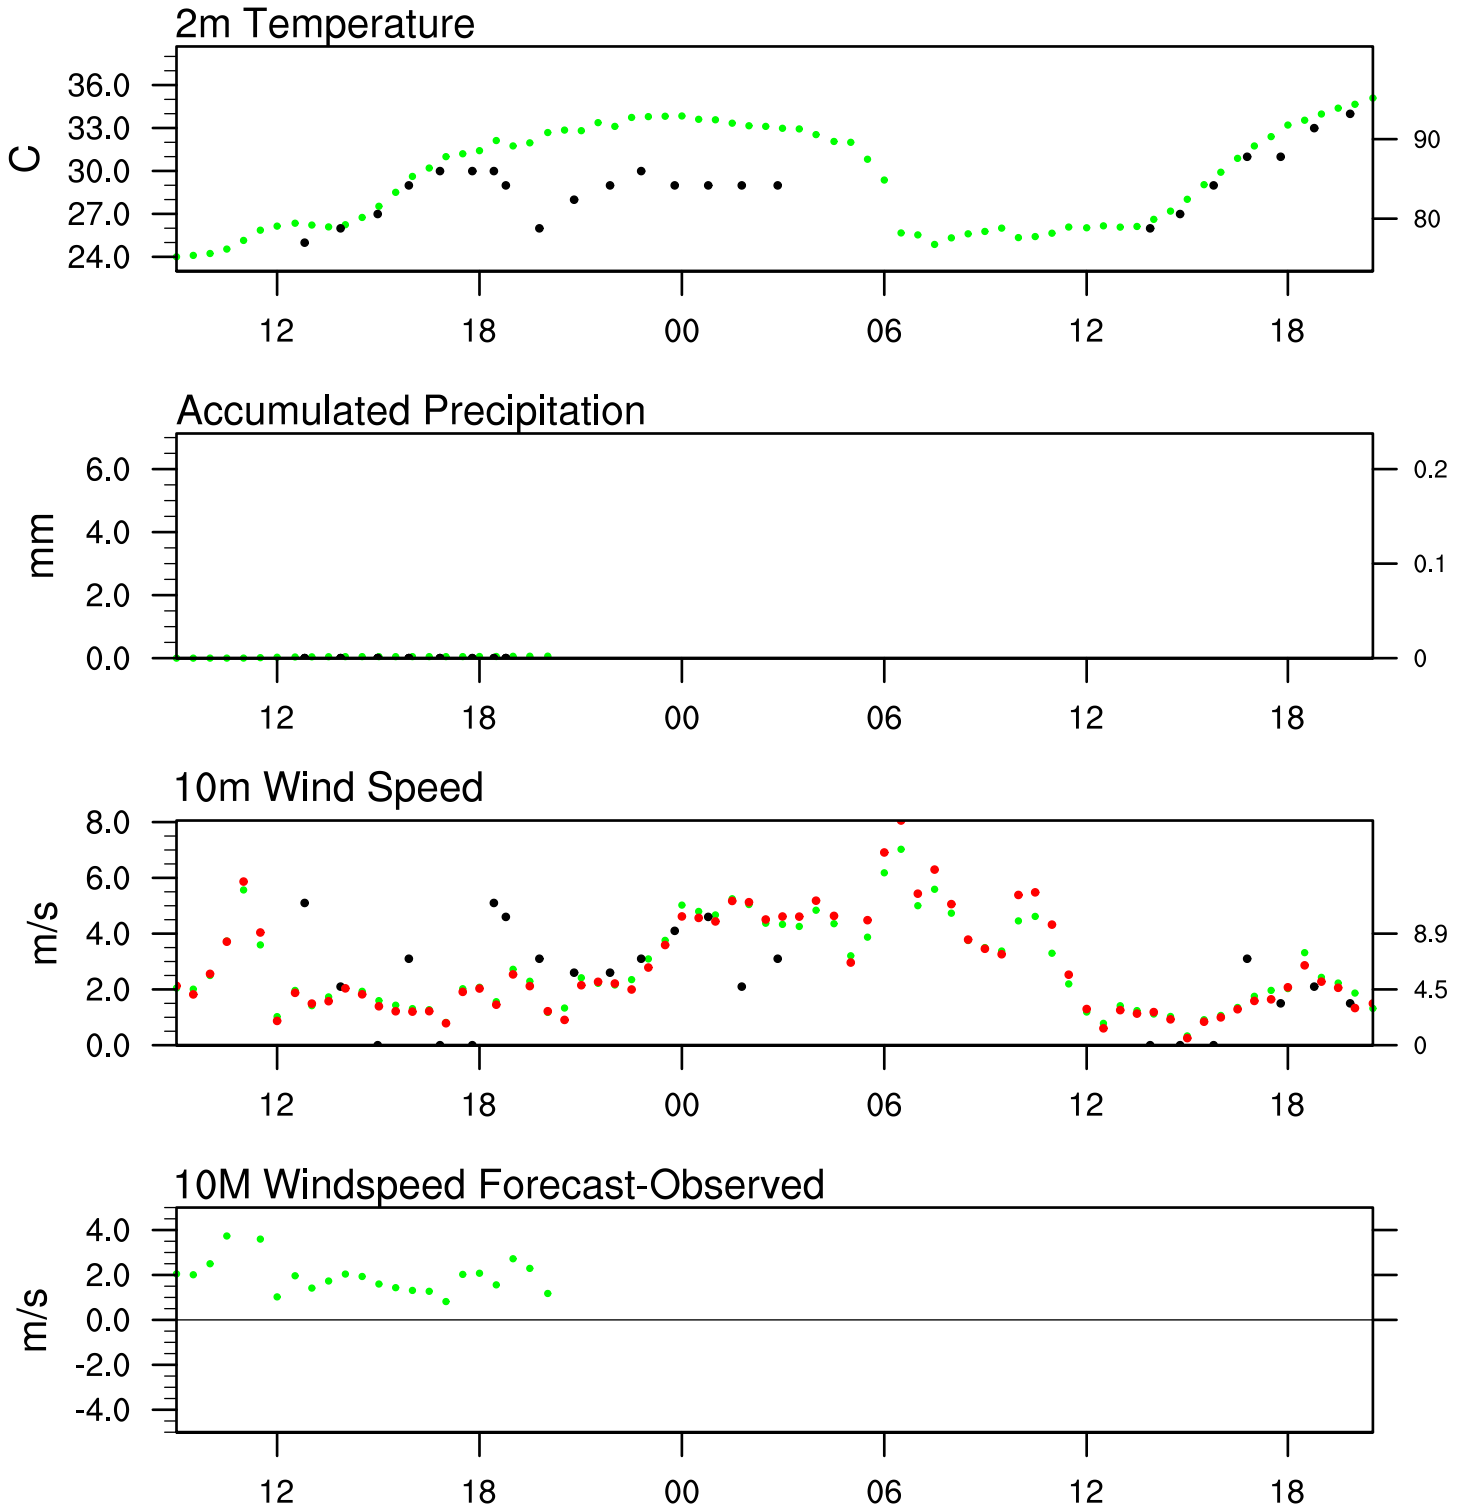 2m Temperature
C
36.0
33.0
30.0
27.0
24.0
90
80
12 18 00 06 12 18
Accumulated Precipitation
mm
6.0
4.0
2.0
0.0
0.2
0.1
0
12 18 00 06 12 18
10m Wind Speed
m/s
8.0
6.0
4.0
2.0
0.0
8.9
4.5
0
12 18 00 06 12 18
10M Windspeed Forecast-Observed
m/s
4.0
2.0
0.0
-2.0
-4.0
12 18 00 06 12 18